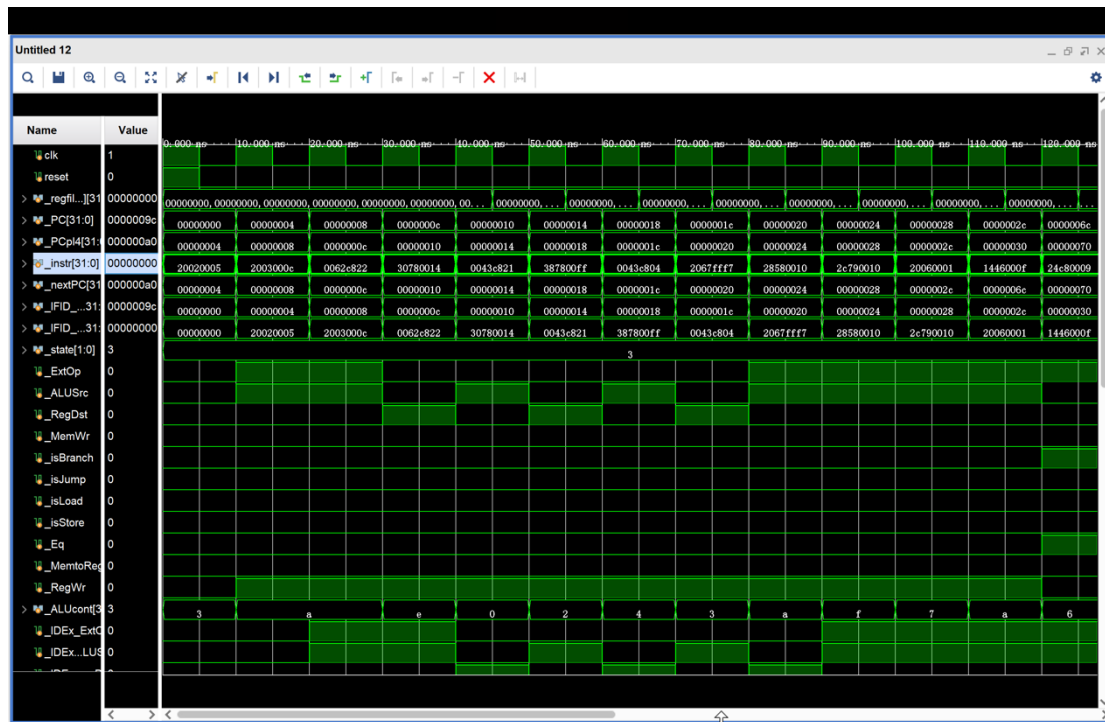 Untitled 12
Name Value
0.000 ns 10.000 ns 20.000 ns 30.000 ns 40.000 ns 50.000 ns 60.000 ns 70.000 ns 80.000 ns 90.000 ns 100.000 ns 110.000 ns 120.000 ns
clk 1
reset 0
_regfil...][31 00000000 00000000, 00000000, 00000000, 00000000, 00000000, 00... 00000000,... 00000000,... 00000000,... 00000000,... 00000000,... 00000000,... 00000000,... 00000000,...
_PC[31:0] 0000009c 00000000 00000004 00000008 0000000c 00000010 00000014 00000018 0000001c 00000020 00000024 00000028 0000002c 0000006c
_PCpl4[31: 000000a0 00000004 00000008 0000000c 00000010 00000014 00000018 0000001c 00000020 00000024 00000028 0000002c 00000030 00000070
_instr[31:0] 00000000 20020005 2003000c 0062c822 30780014 0043c821 387800ff 0043c804 2067fff7 28580010 2c790010 20060001 1446000f 24c80009
_nextPC[31 000000a0 00000004 00000008 0000000c 00000010 00000014 00000018 0000001c 00000020 00000024 00000028 0000002c 0000006c 00000070
_IFID_...31: 0000009c 00000000 00000004 00000008 0000000c 00000010 00000014 00000018 0000001c 00000020 00000024 00000028 0000002c 00000030
_IFID_...31: 00000000 00000000 20020005 2003000c 0062c822 30780014 0043c821 387800ff 0043c804 2067fff7 28580010 2c790010 20060001 1446000f
_state[1:0] 3 3
_ExtOp 0
_ALUSrc 0
_RegDst 0
_MemWr 0
_isBranch 0
_isJump 0
_isLoad 0
_isStore 0
_Eq 0
_MemtoReg 0
_RegWr 0
_ALUcont[3 3 3 a e 0 2 4 3 a f 7 a 6
_IDEx_ExtO 0
_IDEx...LUS 0